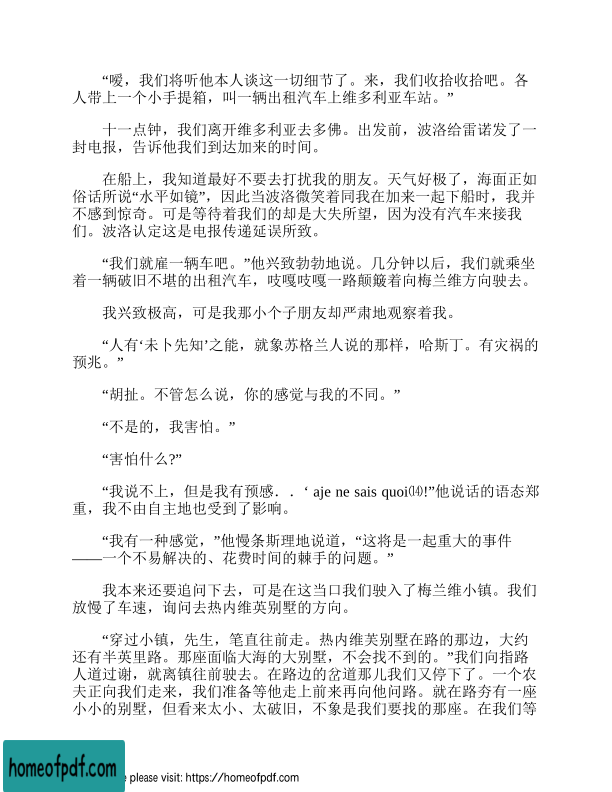 “嗳，我们将听他本人谈这一切细节了。来，我们收拾收拾吧。各
人带上一个小手提箱，叫一辆出租汽车上维多利亚车站。”
十一点钟，我们离开维多利亚去多佛。出发前，波洛给雷诺发了一
封电报，告诉他我们到达加来的时间。
在船上，我知道最好不要去打扰我的朋友。天气好极了，海面正如
俗话所说“水平如镜”，因此当波洛微笑着同我在加来一起下船时，我并
不感到惊奇。可是等待着我们的却是大失所望，因为没有汽车来接我
们。波洛认定这是电报传递延误所致。
“我们就雇一辆车吧。”他兴致勃勃地说。几分钟以后，我们就乘坐
着一辆破旧不堪的出租汽车，吱嘎吱嘎一路颠簸着向梅兰维方向驶去。
我兴致极高，可是我那小个子朋友却严肃地观察着我。
“人有‘未卜先知’之能，就象苏格兰人说的那样，哈斯丁。有灾祸的
预兆。”
“胡扯。不管怎么说，你的感觉与我的不同。”
“不是的，我害怕。”
“害怕什么?”
“我说不上，但是我有预感．．‘ aje ne sais quoi⒁!”他说话的语态郑
重，我不由自主地也受到了影响。
“我有一种感觉，”他慢条斯理地说道，“这将是一起重大的事件
——一个不易解决的、花费时间的棘手的问题。”
我本来还要追问下去，可是在这当口我们驶入了梅兰维小镇。我们
放慢了车速，询问去热内维英别墅的方向。
“穿过小镇，先生，笔直往前走。热内维芙别墅在路的那边，大约
还有半英里路。那座面临大海的大别墅，不会找不到的。”我们向指路
人道过谢，就离镇往前驶去。在路边的岔道那儿我们又停下了。一个农
夫正向我们走来，我们准备等他走上前来再向他问路。就在路夯有一座
小小的别墅，但看来太小、太破旧，不象是我们要找的那座。在我们等
homeofpdf.com
e please visit: https://homeofpdf.com